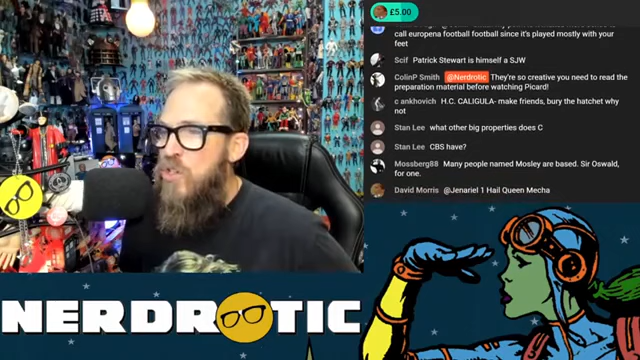 £5.00
call europena football football since it's played mostly with your
feet
Scif Patrick Stewart is himself a SJW
ColinP Smith @Nerdrotic They're so creative you need to read the
preparation material before watching Picard!
c ankhovich H.C. CALIGULA- make friends, bury the hatchet why
not
Stan Lee what other big properties does C
Stan Lee CBS have?
Mossberg88 Many people named Mosley are based. Sir Oswald,
for one.
David Morris @Jenariel 1 Hail Queen Mecha
NERDROTIC